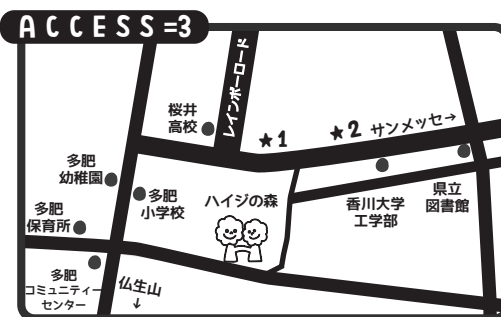 ACCESS=3
レインボーロード
桜井
高校
★1
★2 サンメッセ→
多肥
幼稚園
多肥
小学校
ハイジの森
香川大学
工学部
県立
図書館
多肥
保育所
多肥
コミュニティー
センター
仏生山
↓